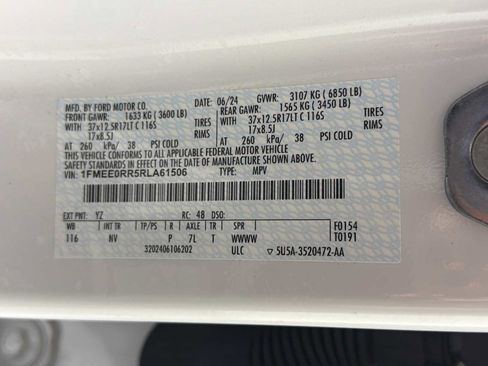 MFD. BY FORD MOTOR CO. 06/24 GVWR: 3107 KG ( 6850 LB)
FRONT GAWR: 1633 KG ( 3600 LB) REAR GAWR: 1565 KG ( 3450 LB)
WITH 37x12.5R17LT C 116S TIRES WITH 37x12.5R17LT C 116S TIRES
17x8.5J RIMS 17x8.5J RIMS
AT 260 kPa/ 38 PSI COLD AT 260 kPa/ 38 PSI COLD
THIS VEHICLE CONFORMS TO ALL APPLICABLE FEDERAL MOTOR VEHICLE
SAFETY STANDARDS IN EFFECT ON THE DATE OF MANUFACTURE SHOWN ABOVE.
VIN: 1FMEE0RR5RLA61506 TYPE: MPV
EXT PNT: YZ RC: 48 DSO:
WB INT TR TP/PS R AXLE TR SPR F0154
116 NV P 7L T WWWW T0191
3202406106202 ULC ▽ 5U5A-3520472-AA